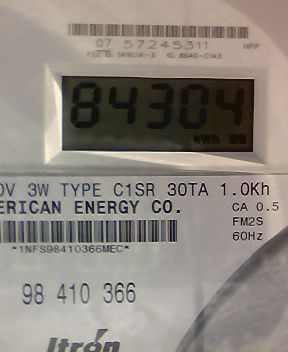 07 57245311
84304
kWh
0V 3W TYPE C1SR 30TA 1.0Kh
ERICAN ENERGY CO. CA 0.5
FM2S
60Hz
*1NFS98410366MEC*
98 410 366
Itron